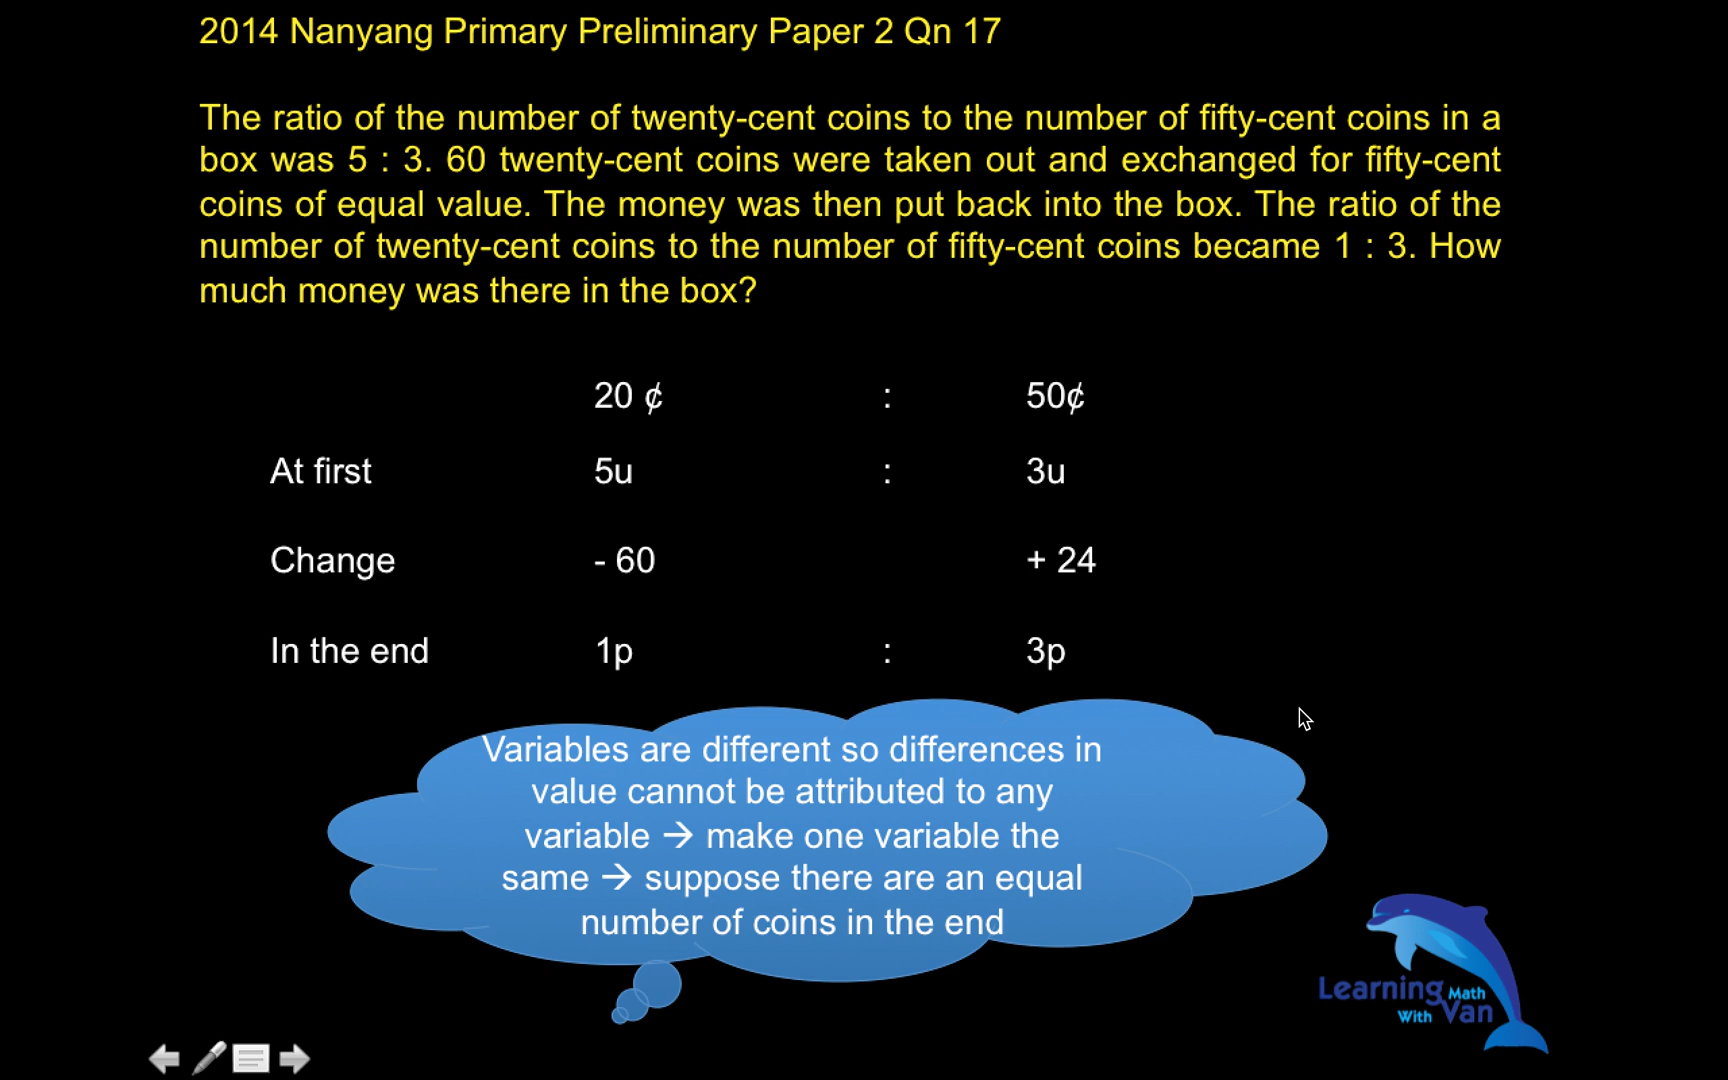 2014 Nanyang Primary Preliminary Paper 2 Qn 17
The ratio of the number of twenty-cent coins to the number of fifty-cent coins in a
box was 5 : 3. 60 twenty-cent coins were taken out and exchanged for fifty-cent
coins of equal value. The money was then put back into the box. The ratio of the
number of twenty-cent coins to the number of fifty-cent coins became 1 : 3. How
much money was there in the box?
20 ¢ : 50¢
At first 5u : 3u
Change - 60 + 24
In the end 1p : 3p
Variables are different so differences in
value cannot be attributed to any
variable → make one variable the
same → suppose there are an equal
number of coins in the end
Learning Math
With Van